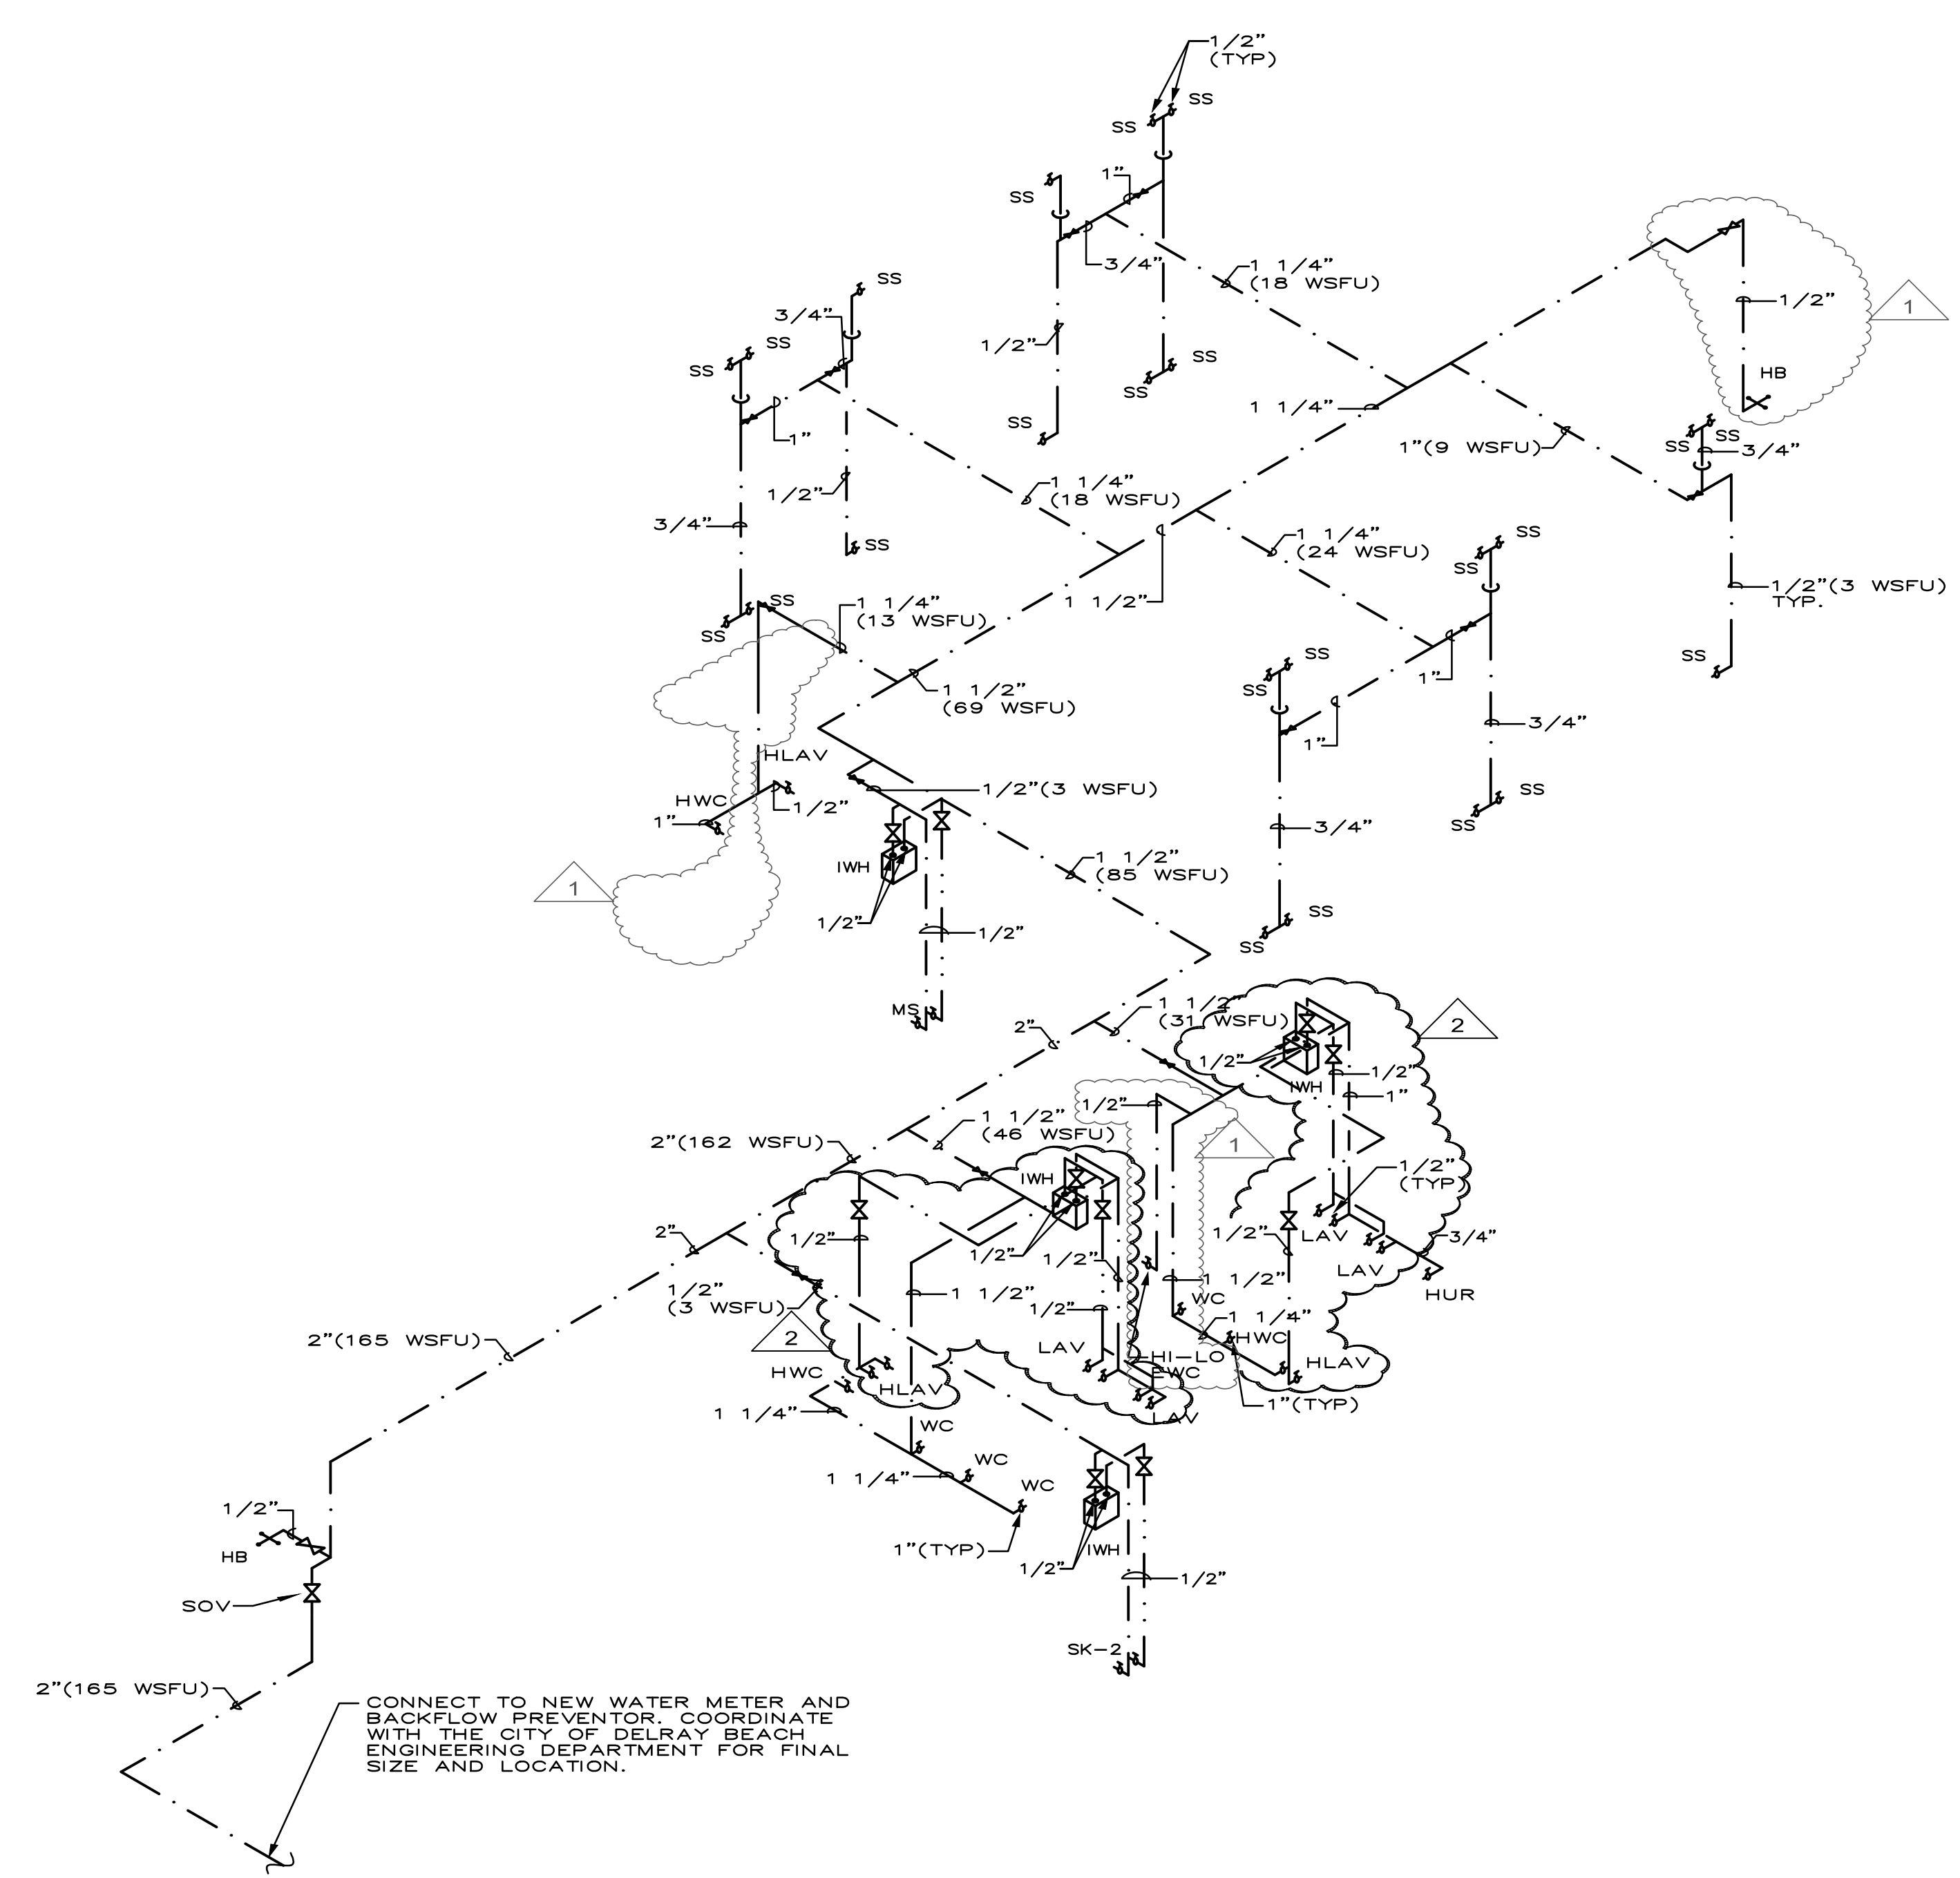 1/2"
(TYP)
SS
SS
1"
SS
3/4"
1 1/4"
(18 WSFU)
1/2"
1
SS
3/4"
SS
SS
1/2"
SS
SS
HB
1 1/4"
SS
1"
1"(9 WSFU)
SS
SS
3/4"
1 1/4"
(18 WSFU)
1/2"
3/4"
SS
1 1/4"
(24 WSFU)
SS
SS
1/2"(3 WSFU)
TYP.
1 1/2"
SS
SS
1 1/4"
(13 WSFU)
SS
SS
SS
1"
1 1/2"
(69 WSFU)
3/4"
1"
HLAV
1/2"(3 WSFU)
HWC
1/2"
1"
SS
SS
3/4"
IWH
1 1/2"
(85 WSFU)
1
1/2"
1/2"
SS
SS
MS
1 1/2"
(31 WSFU)
2"
2
1/2"
1/2"
IWH
1"
1/2"
1 1/2"
(46 WSFU)
2"(162 WSFU)
1
1/2"
(TYP)
IWH
2"
1/2"
1/2"
1/2"
1/2"
LAV
3/4"
LAV
HUR
1/2"
(3 WSFU)
1 1/2"
1 1/2"
1/2"
WC
1 1/4"
HWC
2
2"(165 WSFU)
LAV
HI-LO
EWC
HLAV
HWC
HLAV
1"(TYP)
1 1/4"
LAV
WC
WC
1 1/4"
WC
1/2"
1"(TYP)
IWH
HB
1/2"
1/2"
SOV
SK-2
2"(165 WSFU)
CONNECT TO NEW WATER METER AND
BACKFLOW PREVENTOR. COORDINATE
WITH THE CITY OF DELRAY BEACH
ENGINEERING DEPARTMENT FOR FINAL
SIZE AND LOCATION.